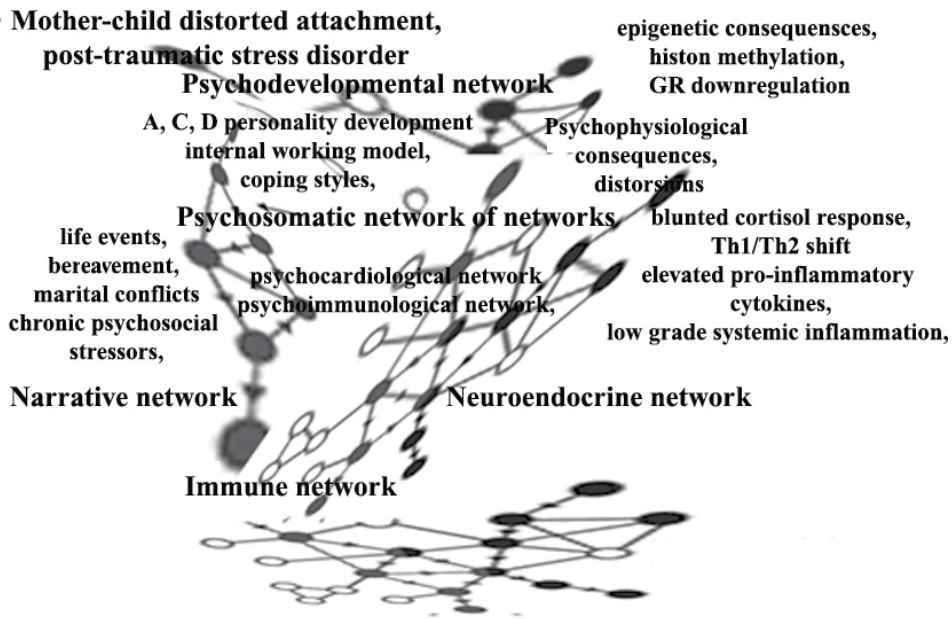 Mother-child distorted attachment,
post-traumatic stress disorder
Psychodevelopmental network
epigenetic consequensces,
histon methylation,
GR downregulation
A, C, D personality development
internal working model,
coping styles,
Psychophysiological
consequences,
distorsions
Psychosomatic network of networks,
life events,
bereavement,
marital conflicts
chronic psychosocial
stressors,
psychocardiological network
psychoimmunological network,
blunted cortisol response,
Th1/Th2 shift
elevated pro-inflammatory
cytokines,
low grade systemic inflammation,
Narrative network
Neuroendocrine network
Immune network